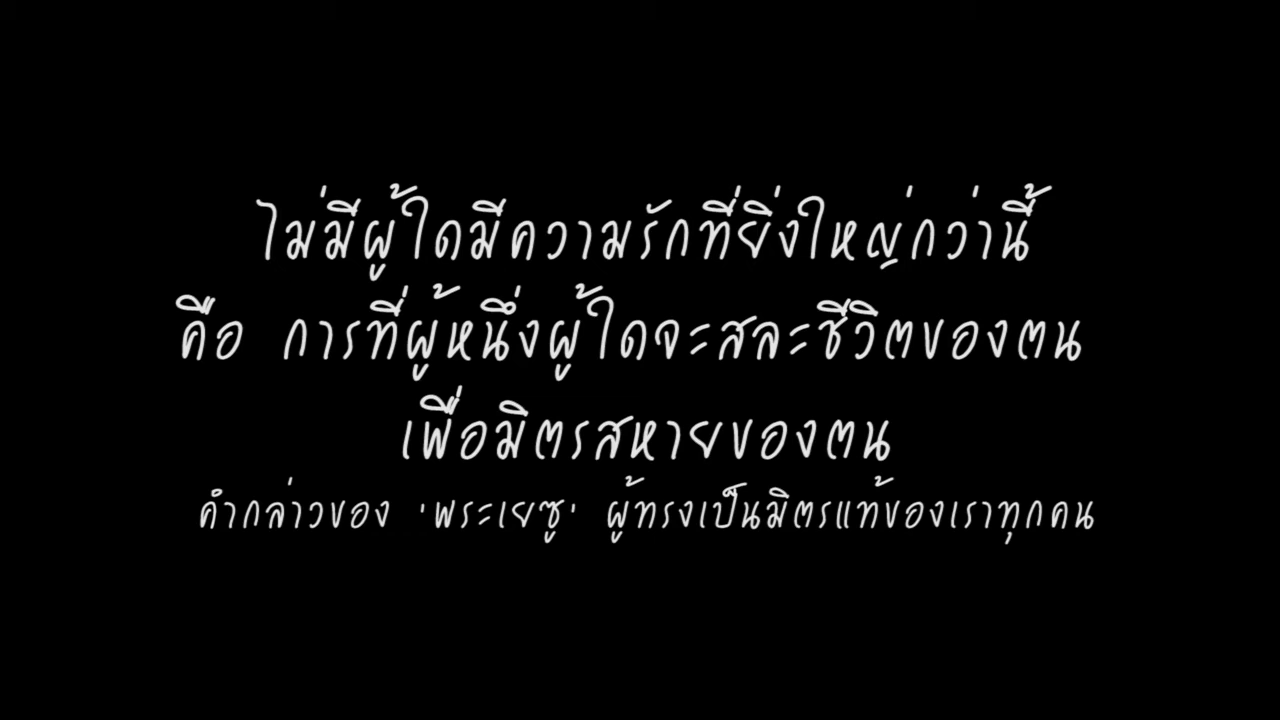 ไม่มีผู้ใดมีความรักที่ยิ่งใหญ่กว่านี้
คือ การที่ผู้หนึ่งผู้ใดจะสละชีวิตของตน
เพื่อมิตรสหายของตน
คำกล่าวของ 'พระเยซู' ผู้ทรงเป็นมิตรแท้ของเราทุกคน